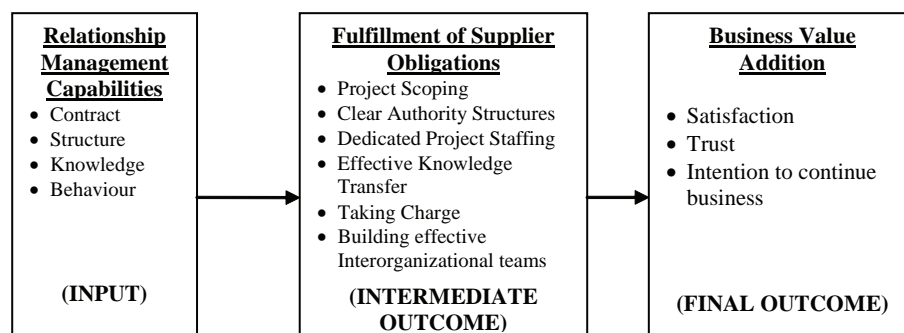 Relationship
Management
Capabilities
• Contract
• Structure
• Knowledge
• Behaviour
(INPUT)
Fulfillment of Supplier
Obligations
• Project Scoping
• Clear Authority Structures
• Dedicated Project Staffing
• Effective Knowledge
Transfer
• Taking Charge
• Building effective
Interorganizational teams
(INTERMEDIATE
OUTCOME)
Business Value
Addition
• Satisfaction
• Trust
• Intention to continue
business
(FINAL OUTCOME)